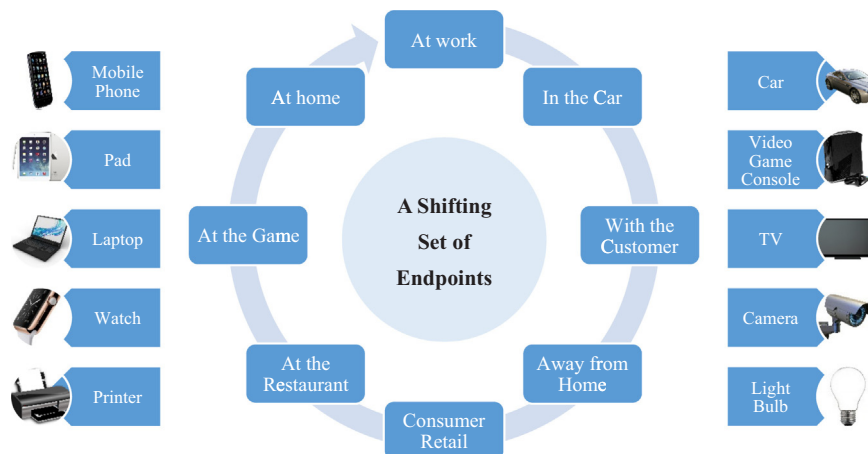 Mobile
Phone
Pad
Laptop
Watch
Printer
At work
In the Car
With the
Customer
Away from
Home
Consumer
Retail
At the
Restaurant
At the Game
At home
A Shifting
Set of
Endpoints
Car
Video
Game
Console
TV
Camera
Light
Bulb